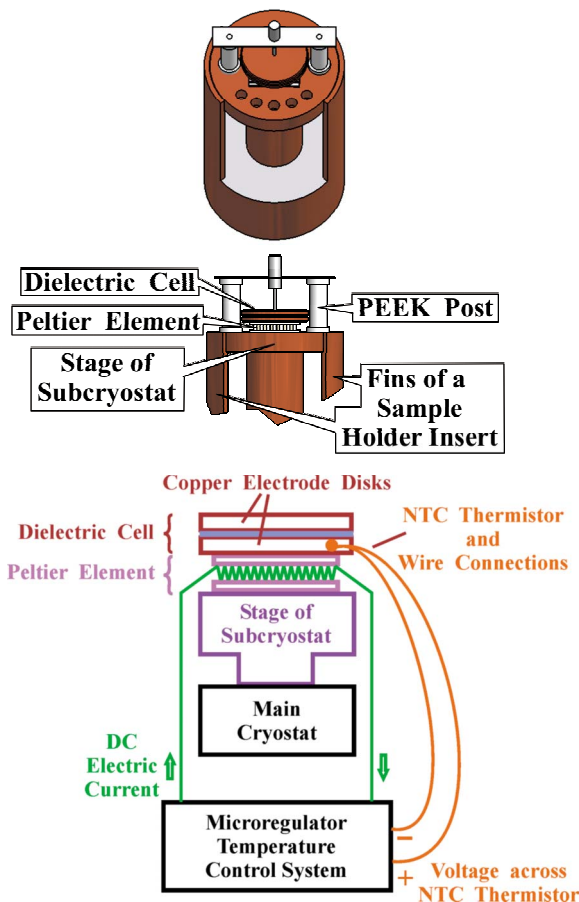 Dielectric Cell
Peltier Element
Stage of
Subcryostat
PEEK Post
Fins of a
Sample
Holder Insert
Copper Electrode Disks
Dielectric Cell
Peltier Element
NTC Thermistor
and
Wire Connections
Stage of
Subcryostat
Main
Cryostat
DC
Electric
Current
Microregulator
Temperature
Control System
−
+
Voltage across
NTC Thermistor